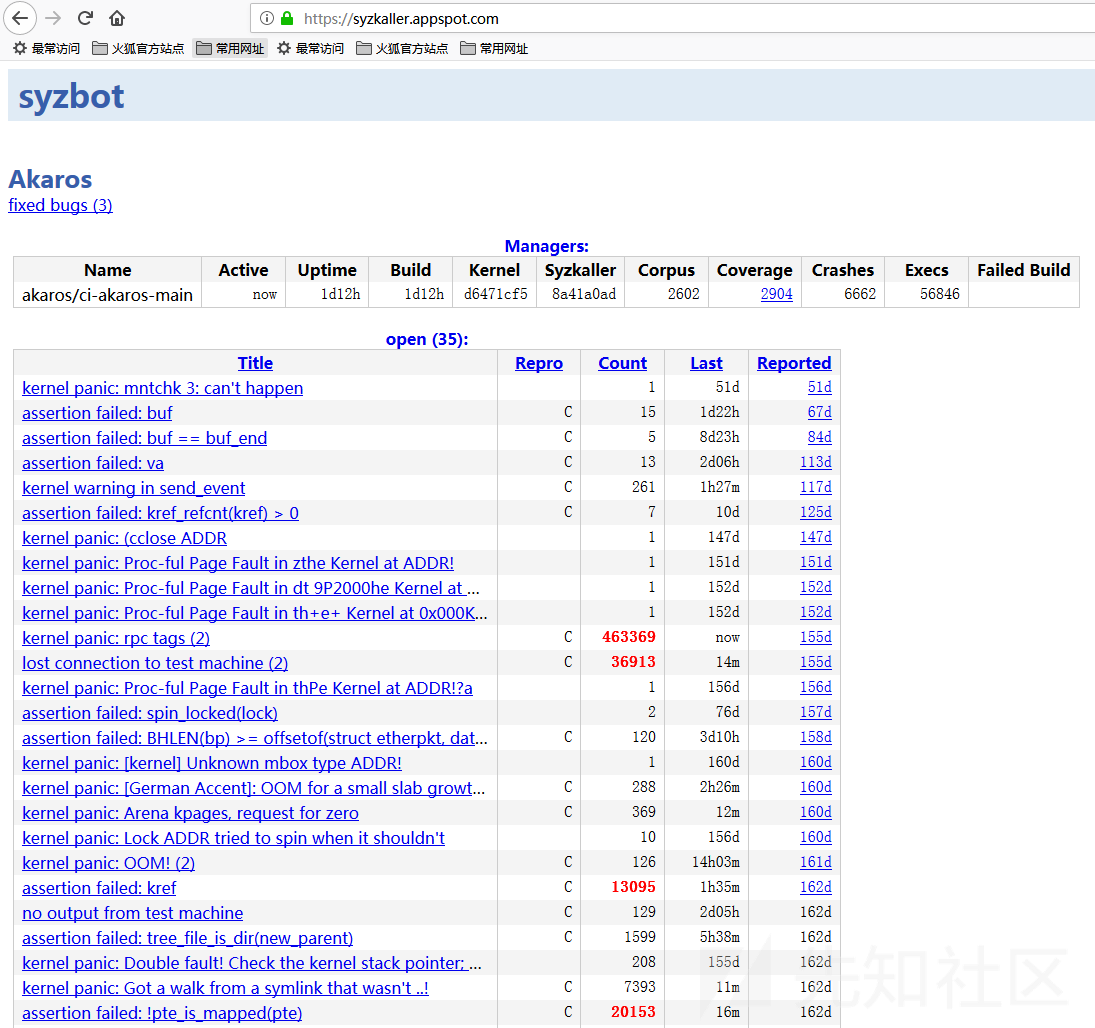 https://syzkaller.appspot.com
最常访问 火狐官方站点 常用网址 最常访问 火狐官方站点 常用网址
syzbot
Akaros
fixed bugs (3)
Managers:
Name Active Uptime Build Kernel Syzkaller Corpus Coverage Crashes Execs Failed Build
akaros/ci-akaros-main now 1d12h 1d12h d6471cf5 8a41a0ad 2602 2904 6662 56846
open (35):
Title Repro Count Last Reported
kernel panic: mntchk 3: can't happen 1 51d 51d
assertion failed: buf C 15 1d22h 67d
assertion failed: buf == buf_end C 5 8d23h 84d
assertion failed: va C 13 2d06h 113d
kernel warning in send_event C 261 1h27m 117d
assertion failed: kref_refcnt(kref) > 0 C 7 10d 125d
kernel panic: (cclose ADDR 1 147d 147d
kernel panic: Proc-ful Page Fault in zthe Kernel at ADDR! 1 151d 151d
kernel panic: Proc-ful Page Fault in dt 9P2000he Kernel at ... 1 152d 152d
kernel panic: Proc-ful Page Fault in th+e+ Kernel at 0x000K... 1 152d 152d
kernel panic: rpc tags (2) C 463369 now 155d
lost connection to test machine (2) C 36913 14m 155d
kernel panic: Proc-ful Page Fault in thPe Kernel at ADDR!?a 1 156d 156d
assertion failed: spin_locked(lock) 2 76d 157d
assertion failed: BHLEN(bp) >= offsetof(struct etherpkt, dat... C 120 3d10h 158d
kernel panic: [kernel] Unknown mbox type ADDR! 1 160d 160d
kernel panic: [German Accent]: OOM for a small slab growt... C 288 2h26m 160d
kernel panic: Arena kpages, request for zero C 369 12m 160d
kernel panic: Lock ADDR tried to spin when it shouldn't 10 156d 160d
kernel panic: OOM! (2) C 126 14h03m 161d
assertion failed: kref C 13095 1h35m 162d
no output from test machine C 129 2d05h 162d
assertion failed: tree_file_is_dir(new_parent) C 1599 5h38m 162d
kernel panic: Double fault! Check the kernel stack pointer; ... 208 155d 162d
kernel panic: Got a walk from a symlink that wasn't ..! C 7393 11m 162d
assertion failed: !pte_is_mapped(pte) C 20153 16m 162d
先知社区